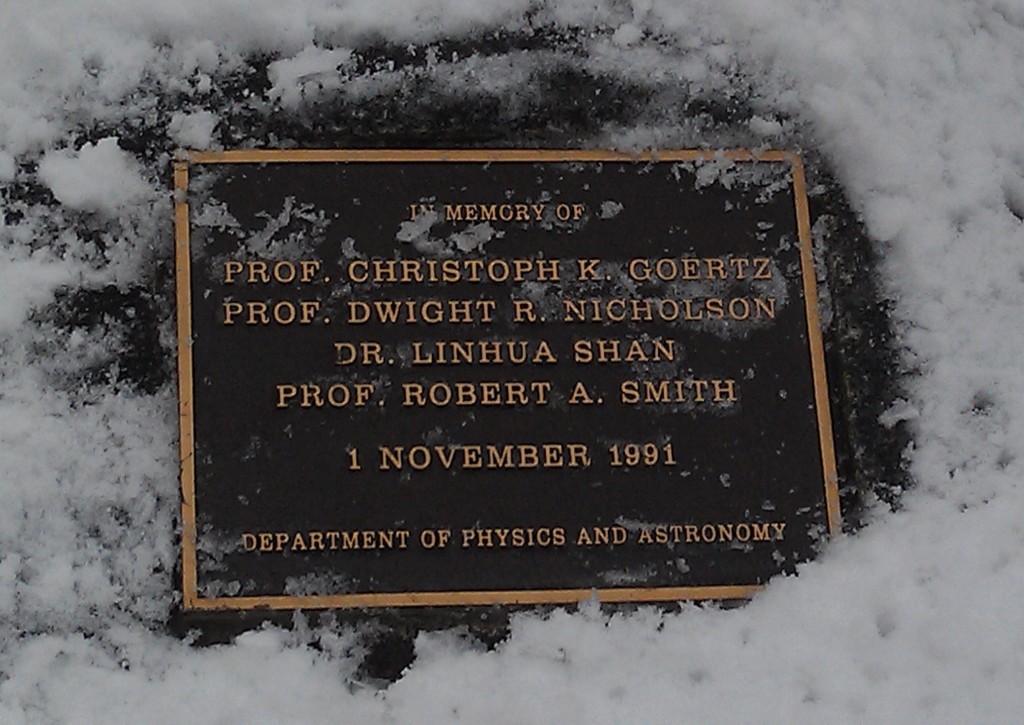 IN MEMORY OF
PROF. CHRISTOPH K. GOERTZ
PROF. DWIGHT R. NICHOLSON
DR. LINHUA SHAN
PROF. ROBERT A. SMITH
1 NOVEMBER 1991
DEPARTMENT OF PHYSICS AND ASTRONOMY